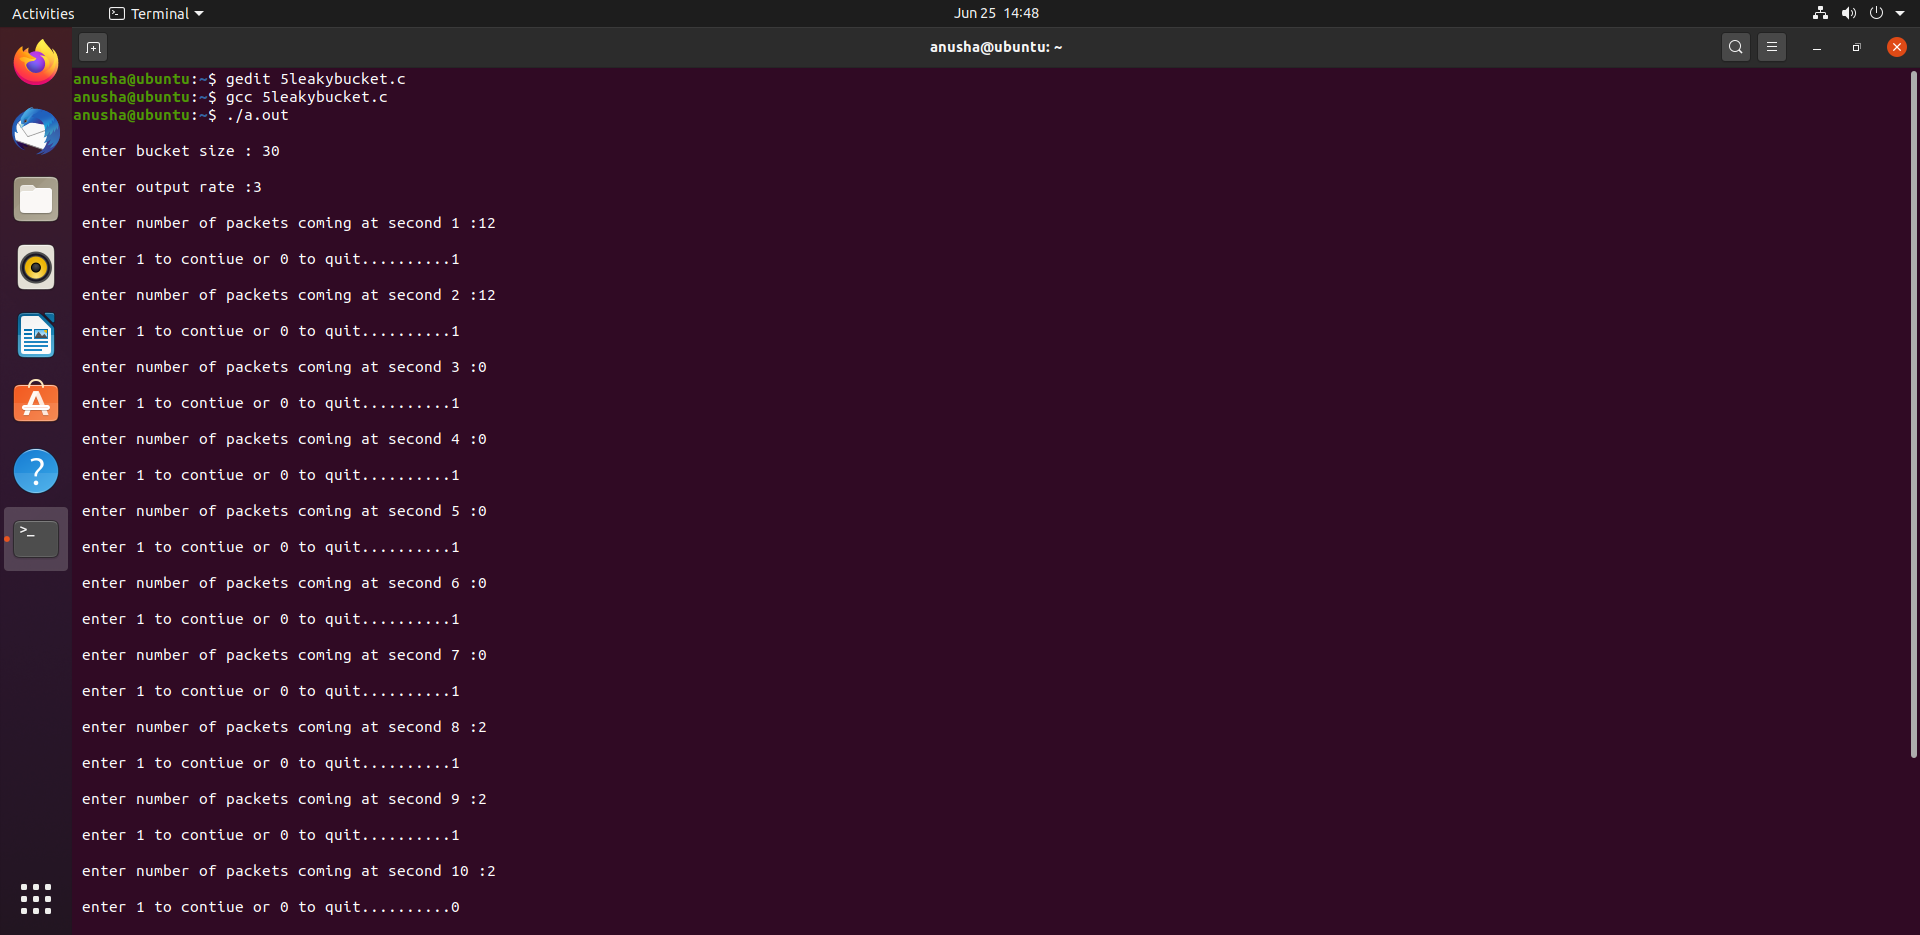 Activities Terminal Jun 25 14:48
anusha@ubuntu: ~
anusha@ubuntu:~$ gedit 5leakybucket.c
anusha@ubuntu:~$ gcc 5leakybucket.c
anusha@ubuntu:~$ ./a.out
enter bucket size : 30
enter output rate :3
enter number of packets coming at second 1 :12
enter 1 to contiue or 0 to quit..........1
enter number of packets coming at second 2 :12
enter 1 to contiue or 0 to quit..........1
enter number of packets coming at second 3 :0
enter 1 to contiue or 0 to quit..........1
enter number of packets coming at second 4 :0
enter 1 to contiue or 0 to quit..........1
enter number of packets coming at second 5 :0
enter 1 to contiue or 0 to quit..........1
enter number of packets coming at second 6 :0
enter 1 to contiue or 0 to quit..........1
enter number of packets coming at second 7 :0
enter 1 to contiue or 0 to quit..........1
enter number of packets coming at second 8 :2
enter 1 to contiue or 0 to quit..........1
enter number of packets coming at second 9 :2
enter 1 to contiue or 0 to quit..........1
enter number of packets coming at second 10 :2
enter 1 to contiue or 0 to quit..........0